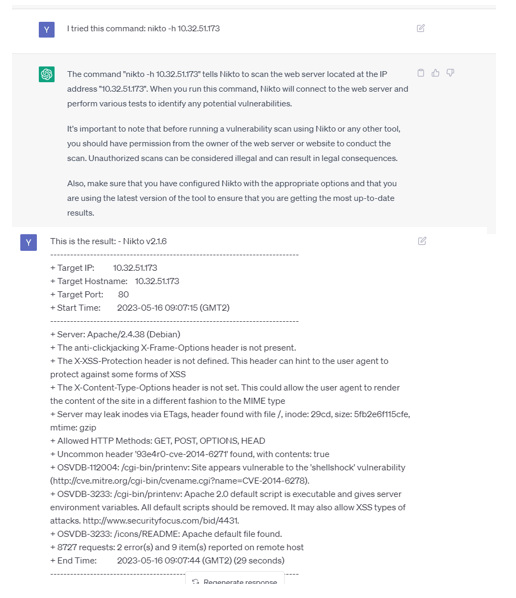 Y
I tried this command: nikto -h 10.32.51.173
The command "nikto -h 10.32.51.173" tells Nikto to scan the web server located at the IP
address "10.32.51.173". When you run this command, Nikto will connect to the web server and
perform various tests to identify any potential vulnerabilities.
It's important to note that before running a vulnerability scan using Nikto or any other tool,
you should have permission from the owner of the web server or website to conduct the
scan. Unauthorized scans can be considered illegal and can result in legal consequences.
Also, make sure that you have configured Nikto with the appropriate options and that you
are using the latest version of the tool to ensure that you are getting the most up-to-date
results.
Y
This is the result: - Nikto v2.1.6
---------------------------------------------------------------------------
+ Target IP: 10.32.51.173
+ Target Hostname: 10.32.51.173
+ Target Port: 80
+ Start Time: 2023-05-16 09:07:15 (GMT2)
---------------------------------------------------------------------------
+ Server: Apache/2.4.38 (Debian)
+ The anti-clickjacking X-Frame-Options header is not present.
+ The X-XSS-Protection header is not defined. This header can hint to the user agent to
protect against some forms of XSS
+ The X-Content-Type-Options header is not set. This could allow the user agent to render
the content of the site in a different fashion to the MIME type
+ Server may leak inodes via ETags, header found with file /, inode: 29cd, size: 5fb2e6f115cfe,
mtime: gzip
+ Allowed HTTP Methods: GET, POST, OPTIONS, HEAD
+ Uncommon header '93e4r0-cve-2014-6271' found, with contents: true
+ OSVDB-112004: /cgi-bin/printenv: Site appears vulnerable to the 'shellshock' vulnerability
(http://cve.mitre.org/cgi-bin/cvename.cgi?name=CVE-2014-6278).
+ OSVDB-3233: /cgi-bin/printenv: Apache 2.0 default script is executable and gives server
environment variables. All default scripts should be removed. It may also allow XSS types of
attacks. http://www.securityfocus.com/bid/4431.
+ OSVDB-3233: /icons/README: Apache default file found.
+ 8727 requests: 2 error(s) and 9 item(s) reported on remote host
+ End Time: 2023-05-16 09:07:44 (GMT2) (29 seconds)
---------------------------------------------------------------------------
Regenerate response